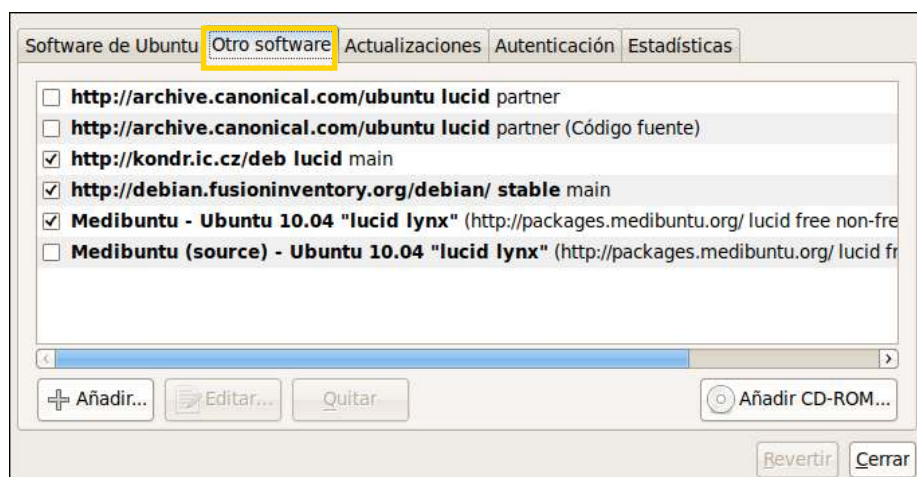 Software de Ubuntu Otro software Actualizaciones Autenticación Estadísticas
http://archive.canonical.com/ubuntu lucid partner
http://archive.canonical.com/ubuntu lucid partner (Código fuente)
http://kondr.ic.cz/deb lucid main
http://debian.fusioninventory.org/debian/ stable main
Medibuntu - Ubuntu 10.04 "lucid lynx" (http://packages.medibuntu.org/ lucid free non-fre
Medibuntu (source) - Ubuntu 10.04 "lucid lynx" (http://packages.medibuntu.org/ lucid fr
Añadir... Editar... Quitar Añadir CD-ROM...
Revertir Cerrar